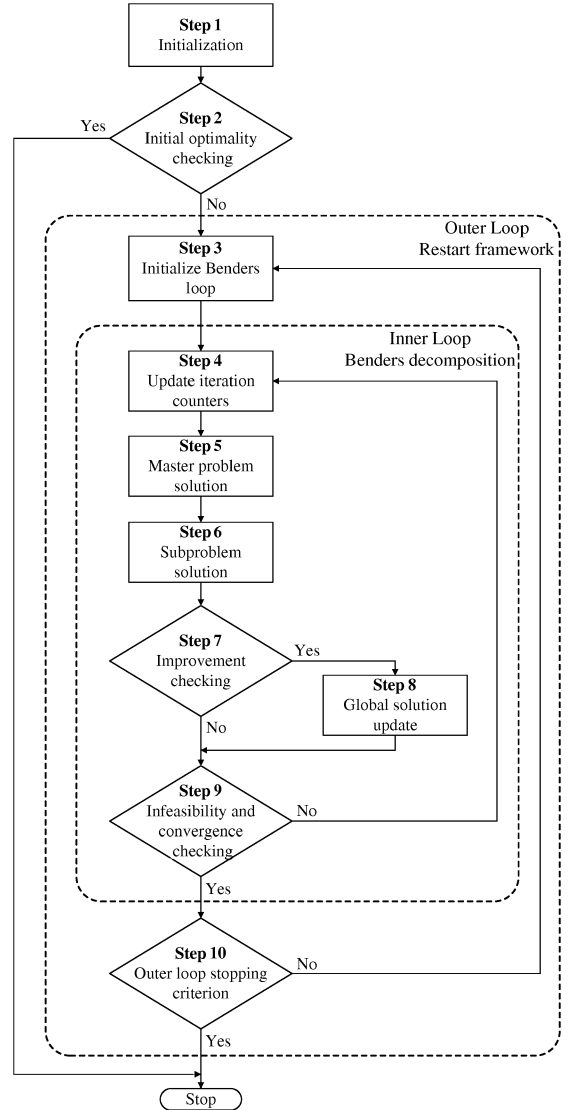 Step 1
Initialization
Step 2
Initial optimality
checking
Yes
No
Outer Loop
Restart framework
Step 3
Initialize Benders
loop
Inner Loop
Benders decomposition
Step 4
Update iteration
counters
Step 5
Master problem
solution
Step 6
Subproblem
solution
Step 7
Improvement
checking
Yes
Step 8
Global solution
update
No
Step 9
Infeasibility and
convergence
checking
No
Yes
Step 10
Outer loop stopping
criterion
No
Yes
Stop